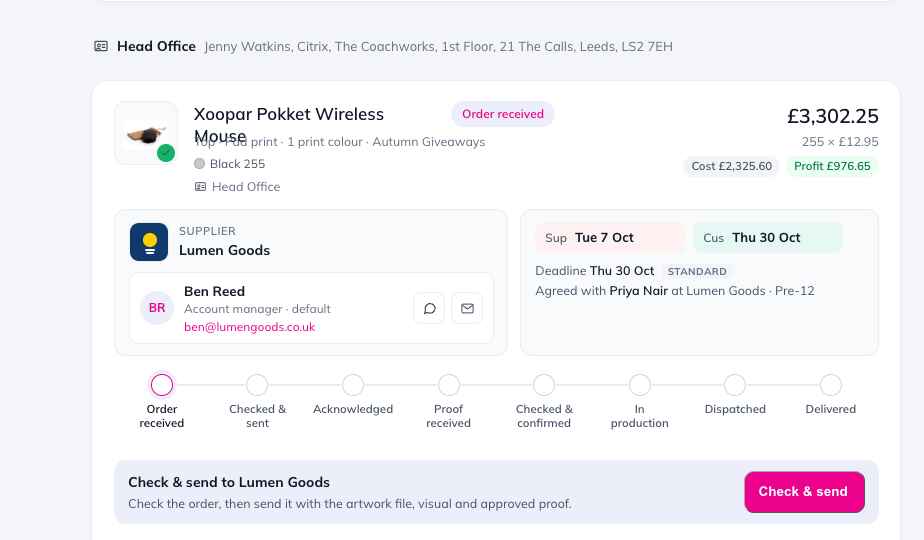 Head Office Jenny Watkins, Citrix, The Coachworks, 1st Floor, 21 The Calls, Leeds, LS2 7EH
Xoopar Pokket Wireless
Mouse
Order received
£3,302.25
print · 1 print colour · Autumn Giveaways
255 × £12.95
Black 255
Cost £2,325.60
Profit £976.65
Head Office
SUPPLIER
Lumen Goods
BR
Ben Reed
Account manager · default
ben@lumengoods.co.uk
Sup Tue 7 Oct
Cus Thu 30 Oct
Deadline Thu 30 Oct STANDARD
Agreed with Priya Nair at Lumen Goods · Pre-12
Order
received
Checked &
sent
Acknowledged
Proof
received
Checked &
confirmed
In
production
Dispatched
Delivered
Check & send to Lumen Goods
Check the order, then send it with the artwork file, visual and approved proof.
Check & send